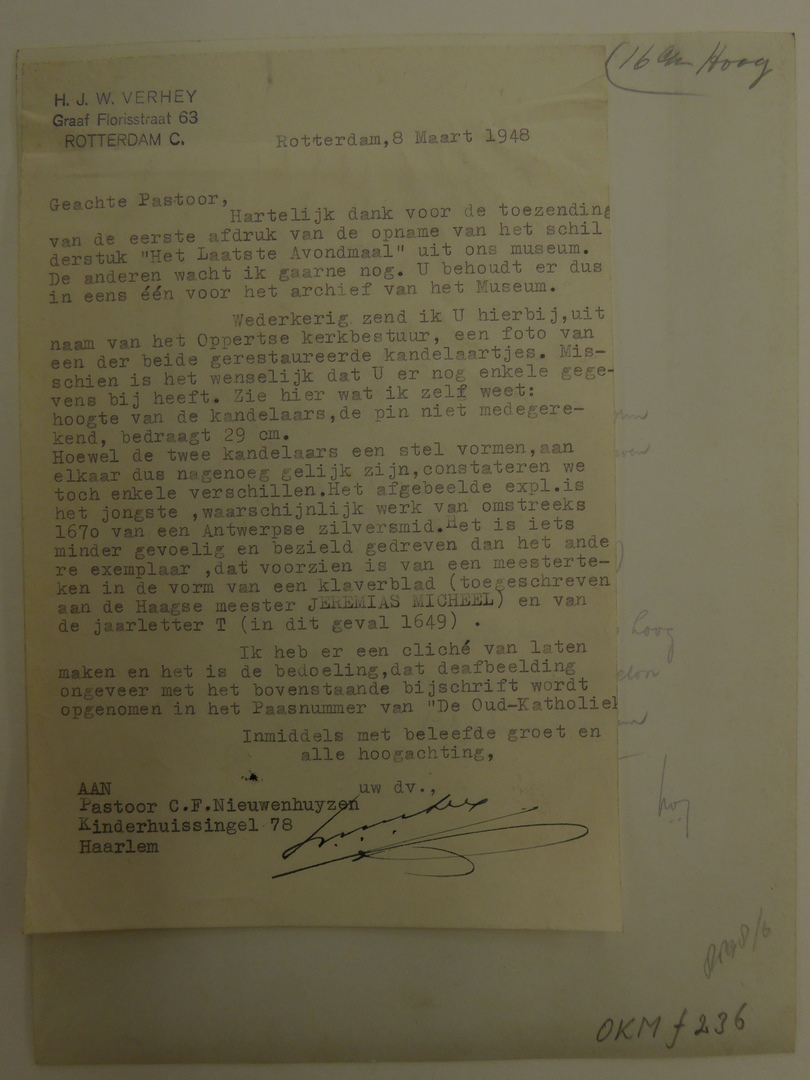 (16 cm Hoog
H. J. W. VERHEY
Graaf Florisstraat 63
ROTTERDAM C.
Rotterdam,8 Maart 1948
Geachte Pastoor,
Hartelijk dank voor de toezending
van de eerste afdruk van de opname van het schil
derstuk "Het Laatste Avondmaal" uit ons museum.
De anderen wacht ik gaarne nog. U behoudt er dus
in eens één voor het archief van het Museum.
Wederkerig zend ik U hierbij,uit
naam van het Oppertse kerkbestuur, een foto van
een der beide gerestaureerde kandelaartjes. Mis-
schien is het wenselijk dat U er nog enkele gege-
vens bij heeft. Zie hier wat ik zelf weet:
hoogte van de kandelaars,de pin niet medegere-
kend, bedraagt 29 cm.
Hoewel de twee kandelaars een stel vormen,aan
elkaar dus nagenoeg gelijk zijn,constateren we
toch enkele verschillen.Het afgebeelde expl.is
het jongste ,waarschijnlijk werk van omstreeks
1670 van een Antwerpse zilversmid.Het is iets
minder gevoelig en bezield gedreven dan het ande
re exemplaar ,dat voorzien is van een meesterte-
ken in de vorm van een klaverblad (toegeschreven
aan de Haagse meester JEREMIAS MICHEEL) en van
de jaarletter T (in dit geval 1649) .
Ik heb er een cliché van laten
maken en het is de bedoeling,dat deafbeelding
ongeveer met het bovenstaande bijschrift wordt
opgenomen in het Paasnummer van "De Oud-Katholiek
Inmiddels met beleefde groet en
alle hoogachting,
AAN uw dv.,
Pastoor C.F.Nieuwenhuyzen
Kinderhuissingel 78
Haarlem
hoog
OKM f 236